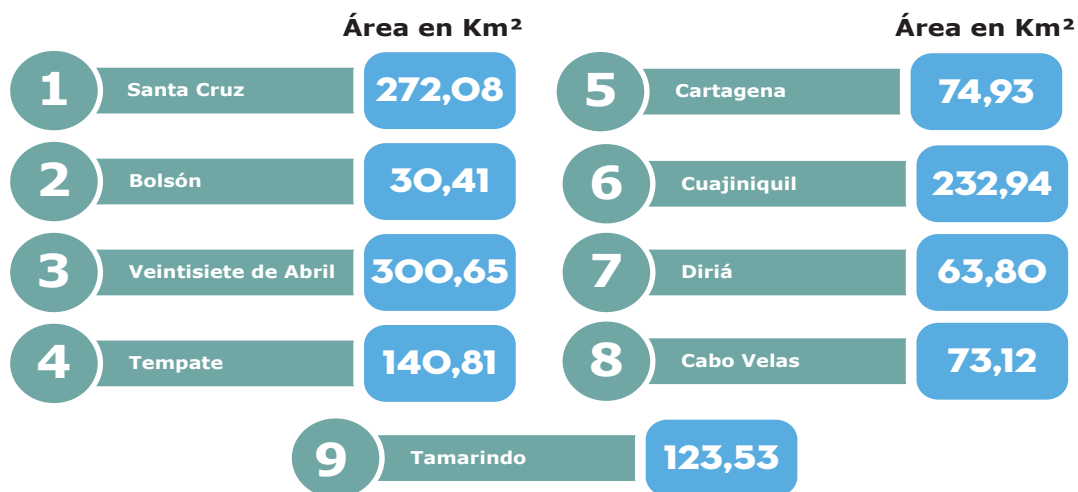 Área en Km²
1 Santa Cruz 272,08
2 Bolsón 30,41
3 Veintisiete de Abril 300,65
4 Tempate 140,81
Área en Km²
5 Cartagena 74,93
6 Cuajiniquil 232,94
7 Diriá 63,80
8 Cabo Velas 73,12
9 Tamarindo 123,53